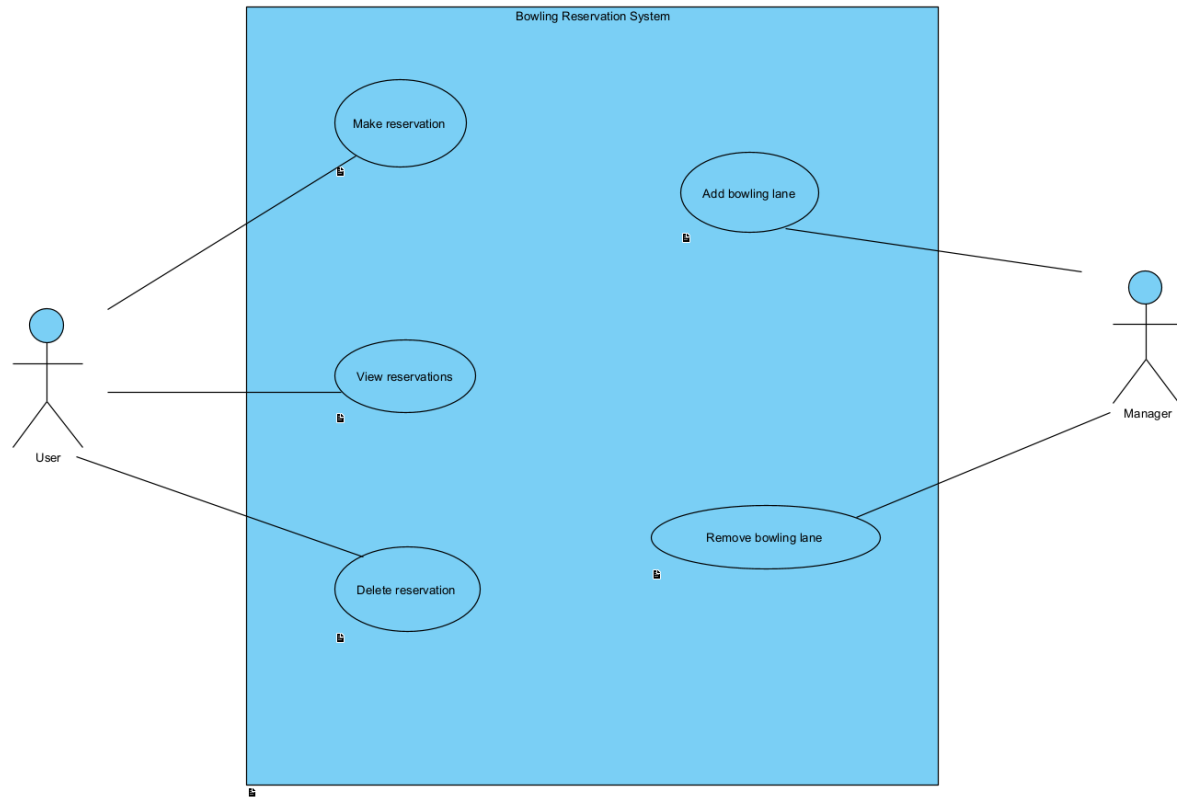 Bowling Reservation System
Make reservation
Add bowling lane
View reservations
Manager
User
Remove bowling lane
Delete reservation